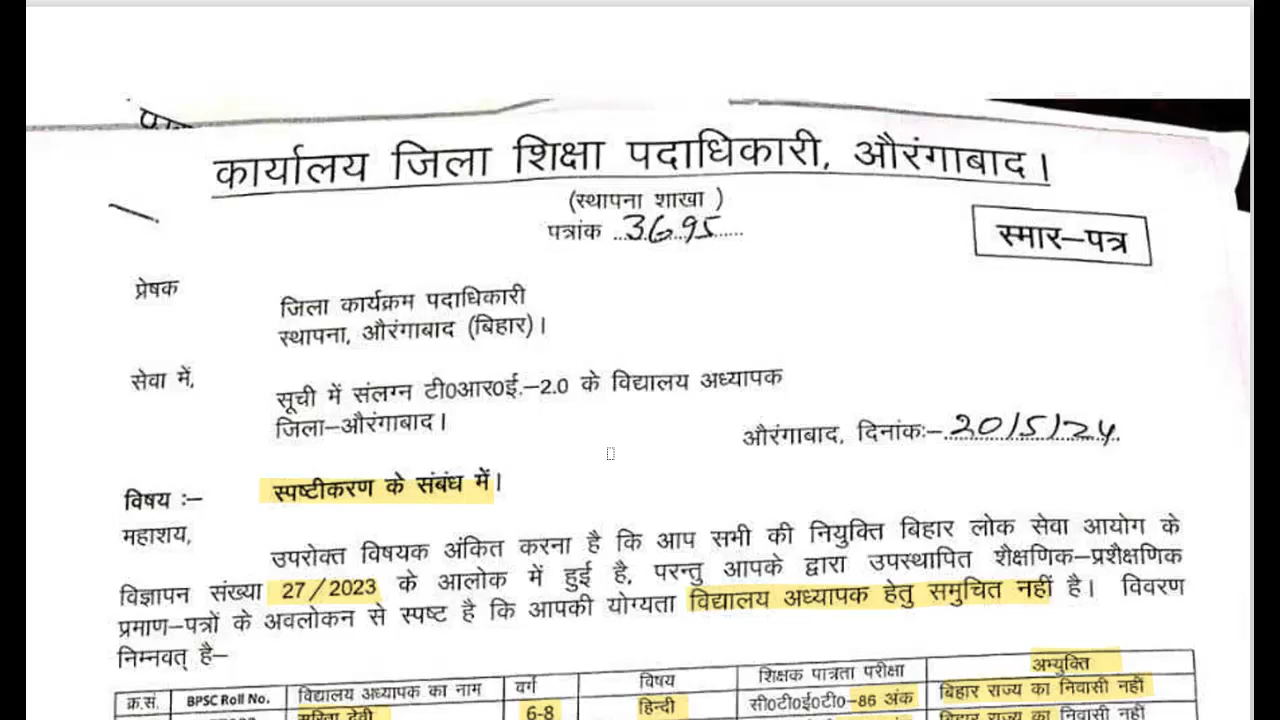 कार्यालय जिला शिक्षा पदाधिकारी, औरंगाबाद।
(स्थापना शाखा )
पत्रांक ...3695......
स्मार–पत्र
प्रेषक
जिला कार्यक्रम पदाधिकारी
स्थापना, औरंगाबाद (बिहार)।
सेवा में,
सूची में संलग्न टी0आर0ई.–2.0 के विद्यालय अध्यापक
जिला–औरंगाबाद।
औरंगाबाद, दिनांकः–20/5/24
विषय :– स्पष्टीकरण के संबंध में।
महाशय,
उपरोक्त विषयक अंकित करना है कि आप सभी की नियुक्ति बिहार लोक सेवा आयोग के
विज्ञापन संख्या 27/2023 के आलोक में हुई है, परन्तु आपके द्वारा उपस्थापित शैक्षणिक–प्रशैक्षणिक
प्रमाण–पत्रों के अवलोकन से स्पष्ट है कि आपकी योग्यता विद्यालय अध्यापक हेतु समुचित नहीं है। विवरण
निम्नवत् है–
क्र.सं. BPSC Roll No. विद्यालय अध्यापक का नाम वर्ग विषय शिक्षक पात्रता परीक्षा अभ्युक्ति
सरिता देवी 6-8 हिन्दी सी0टी0ई0टी0–86 अंक बिहार राज्य का निवासी नहीं
बिहार राज्य का निवासी नहीं